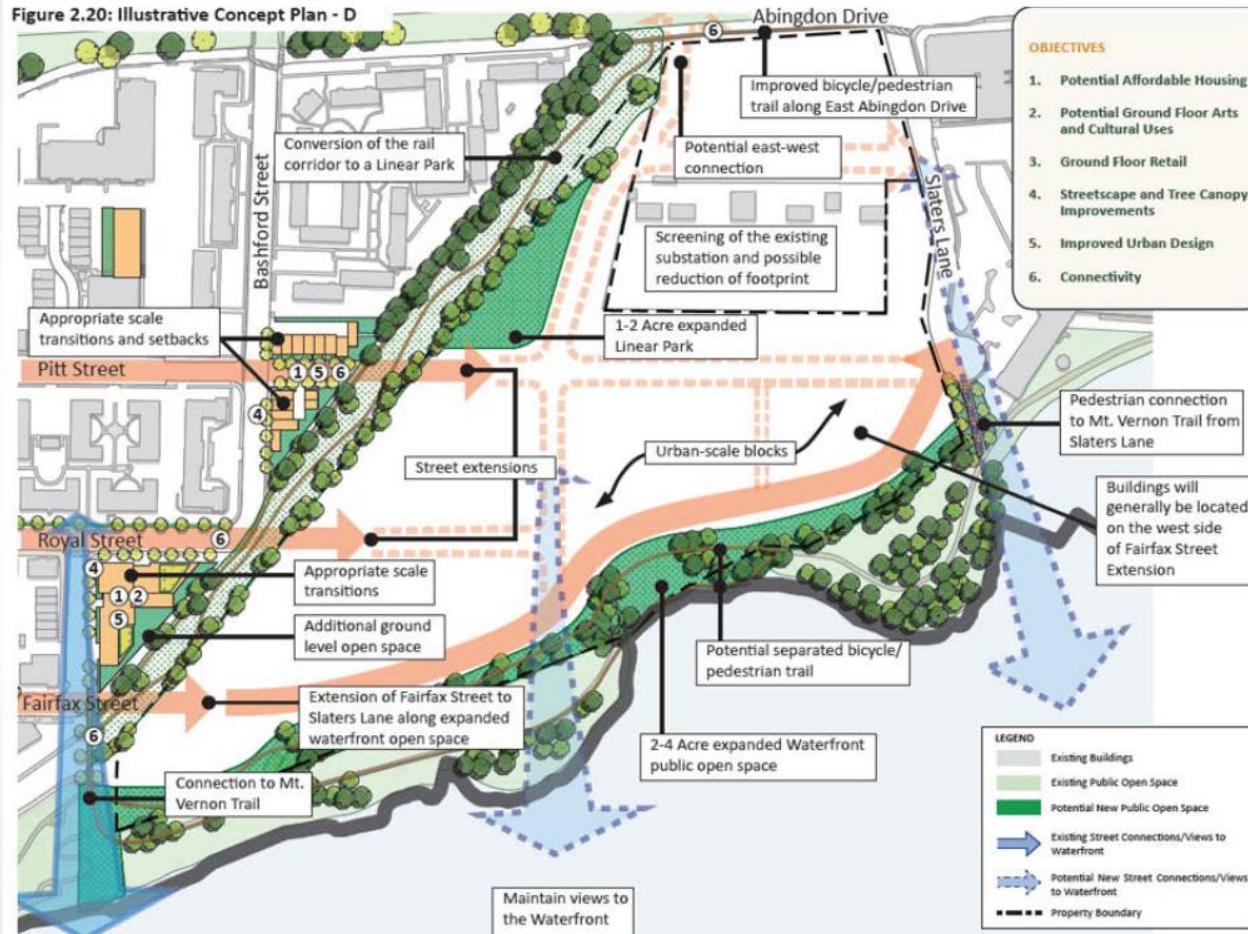 Figure 2.20: Illustrative Concept Plan - D
Abingdon Drive
6
OBJECTIVES
1. Potential Affordable Housing
2. Potential Ground Floor Arts
and Cultural Uses
3. Ground Floor Retail
4. Streetscape and Tree Canopy
Improvements
5. Improved Urban Design
6. Connectivity
Improved bicycle/pedestrian
trail along East Abingdon Drive
Conversion of the rail
corridor to a Linear Park
Potential east-west
connection
Bashford Street
Slaters Lane
Screening of the existing
substation and possible
reduction of footprint
Appropriate scale
transitions and setbacks
1-2 Acre expanded
Linear Park
Pitt Street
1 5 6
4
Pedestrian connection
to Mt. Vernon Trail from
Slaters Lane
Street extensions
Urban-scale blocks
Buildings will
generally be located
on the west side
of Fairfax Street
Extension
Royal Street
6
4
Appropriate scale
transitions
1 2
5
Additional ground
level open space
Potential separated bicycle/
pedestrian trail
Fairfax Street
6
Extension of Fairfax Street to
Slaters Lane along expanded
waterfront open space
2-4 Acre expanded Waterfront
public open space
Connection to Mt.
Vernon Trail
Maintain views to
the Waterfront
LEGEND
Existing Buildings
Existing Public Open Space
Potential New Public Open Space
Existing Street Connections/Views to
Waterfront
Potential New Street Connections/Views
to Waterfront
Property Boundary